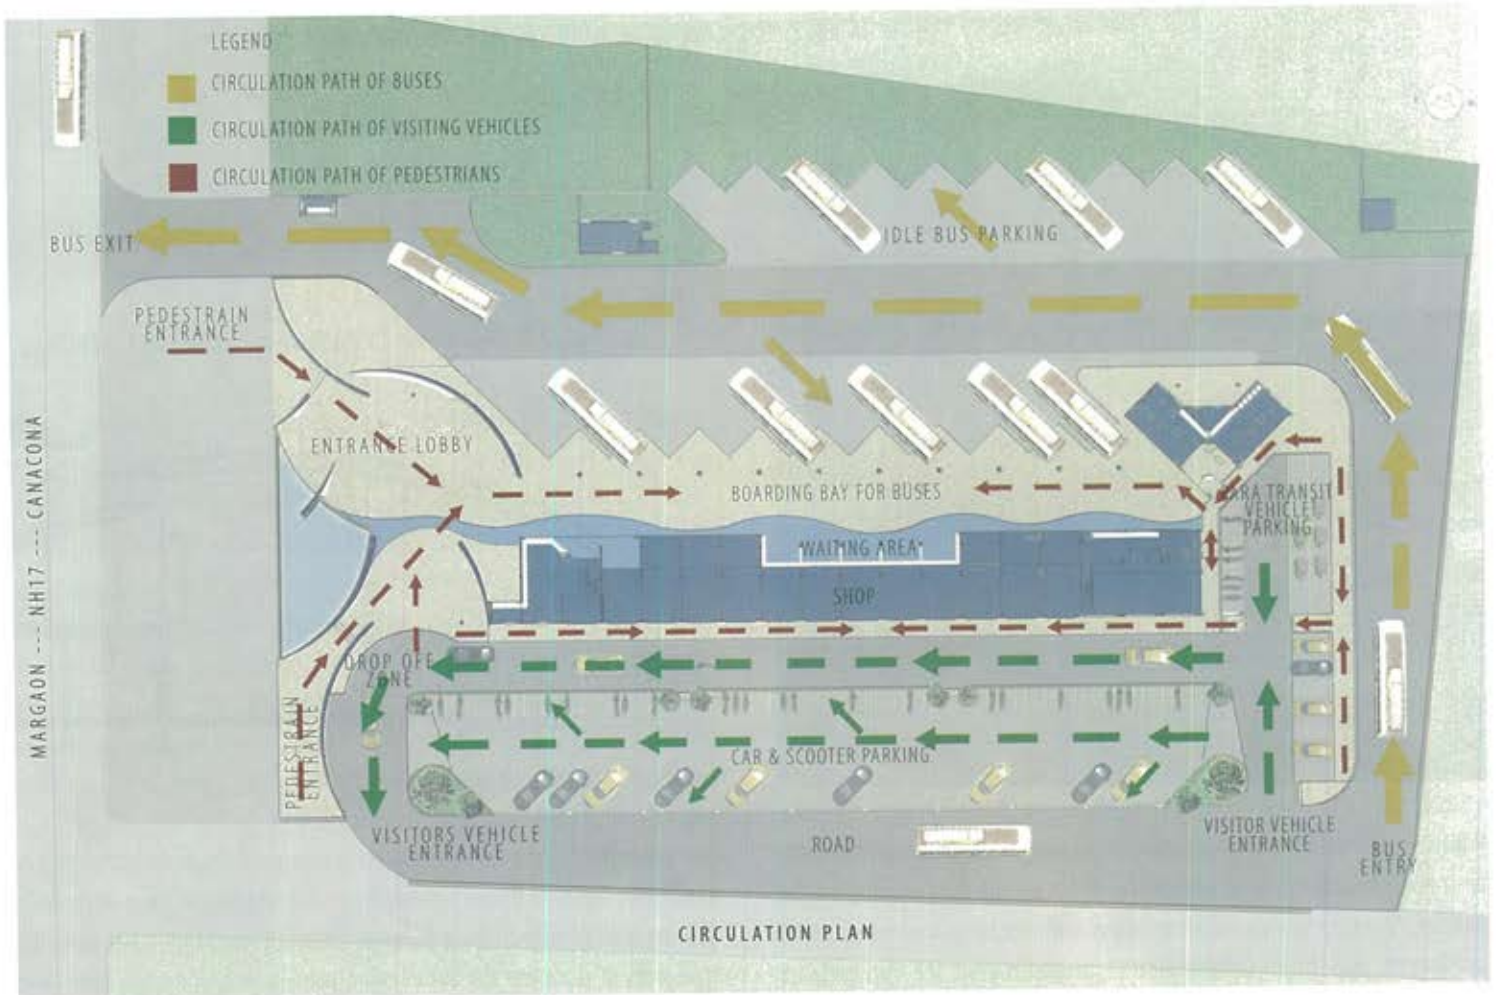 LEGEND
CIRCULATION PATH OF BUSES
CIRCULATION PATH OF VISITING VEHICLES
CIRCULATION PATH OF PEDESTRIANS
BUS EXIT
IDLE BUS PARKING
PEDESTRAIN
ENTRANCE
ENTRANCE LOBBY
BOARDING BAY FOR BUSES
PARA TRANSIT
VEHICLE
PARKING
WAITING AREA
SHOP
MARGAON --- NH17 --- CANACONA
DROP OFF
ZONE
PEDESTRAIN
ENTRANCE
CAR & SCOOTER PARKING
VISITORS VEHICLE
ENTRANCE
ROAD
VISITOR VEHICLE
ENTRANCE
BUS
ENTRY
CIRCULATION PLAN